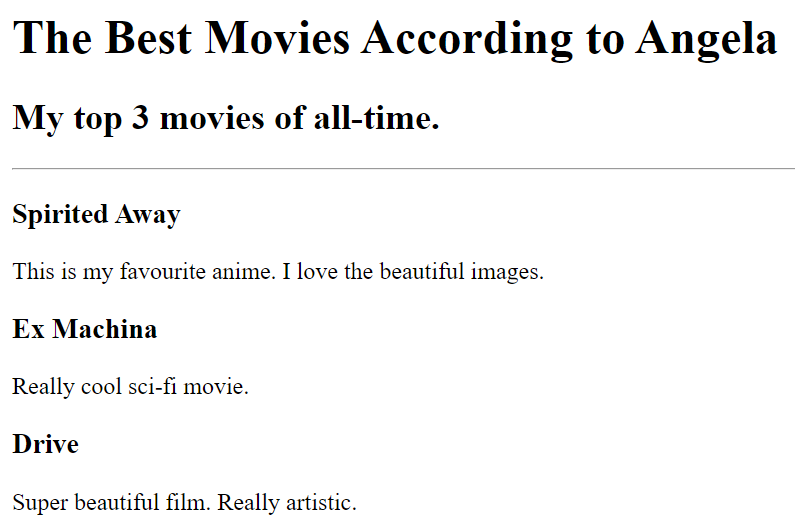 The Best Movies According to Angela
My top 3 movies of all-time.
Spirited Away
This is my favourite anime. I love the beautiful images.
Ex Machina
Really cool sci-fi movie.
Drive
Super beautiful film. Really artistic.